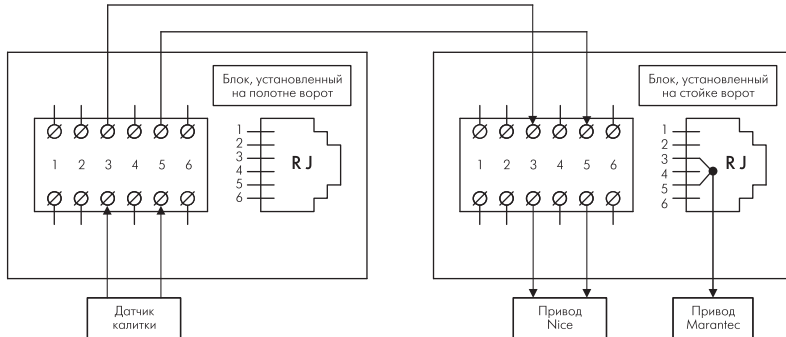 Блок, установленный
на полотне ворот
1 2 3 4 5 6
1
2
3
4
5
6
RJ
Датчик
калитки
Блок, установленный
на стойке ворот
1 2 3 4 5 6
1
2
3
4
5
6
RJ
Привод
Nice
Привод
Marantec